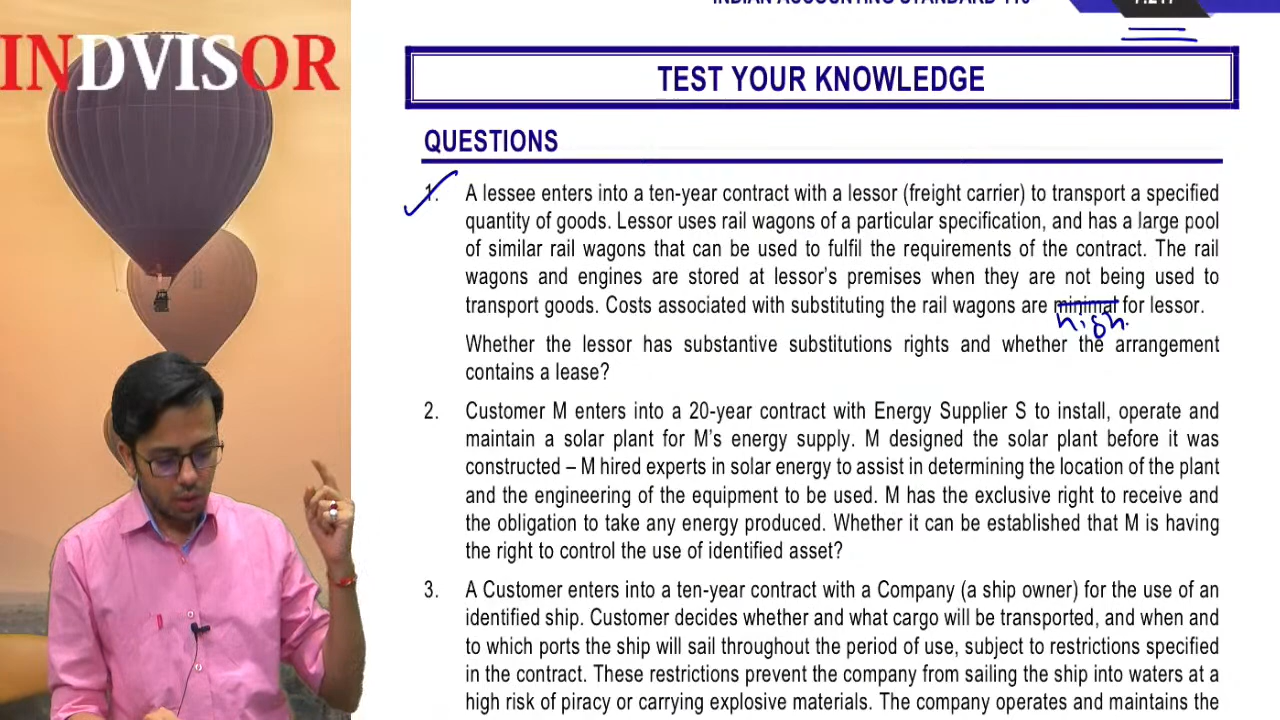 INDVISOR
TEST YOUR KNOWLEDGE
QUESTIONS
1. A lessee enters into a ten-year contract with a lessor (freight carrier) to transport a specified
quantity of goods. Lessor uses rail wagons of a particular specification, and has a large pool
of similar rail wagons that can be used to fulfil the requirements of the contract. The rail
wagons and engines are stored at lessor's premises when they are not being used to
transport goods. Costs associated with substituting the rail wagons are minimal for lessor.
high.
Whether the lessor has substantive substitutions rights and whether the arrangement
contains a lease?
2. Customer M enters into a 20-year contract with Energy Supplier S to install, operate and
maintain a solar plant for M's energy supply. M designed the solar plant before it was
constructed – M hired experts in solar energy to assist in determining the location of the plant
and the engineering of the equipment to be used. M has the exclusive right to receive and
the obligation to take any energy produced. Whether it can be established that M is having
the right to control the use of identified asset?
3. A Customer enters into a ten-year contract with a Company (a ship owner) for the use of an
identified ship. Customer decides whether and what cargo will be transported, and when and
to which ports the ship will sail throughout the period of use, subject to restrictions specified
in the contract. These restrictions prevent the company from sailing the ship into waters at a
high risk of piracy or carrying explosive materials. The company operates and maintains the